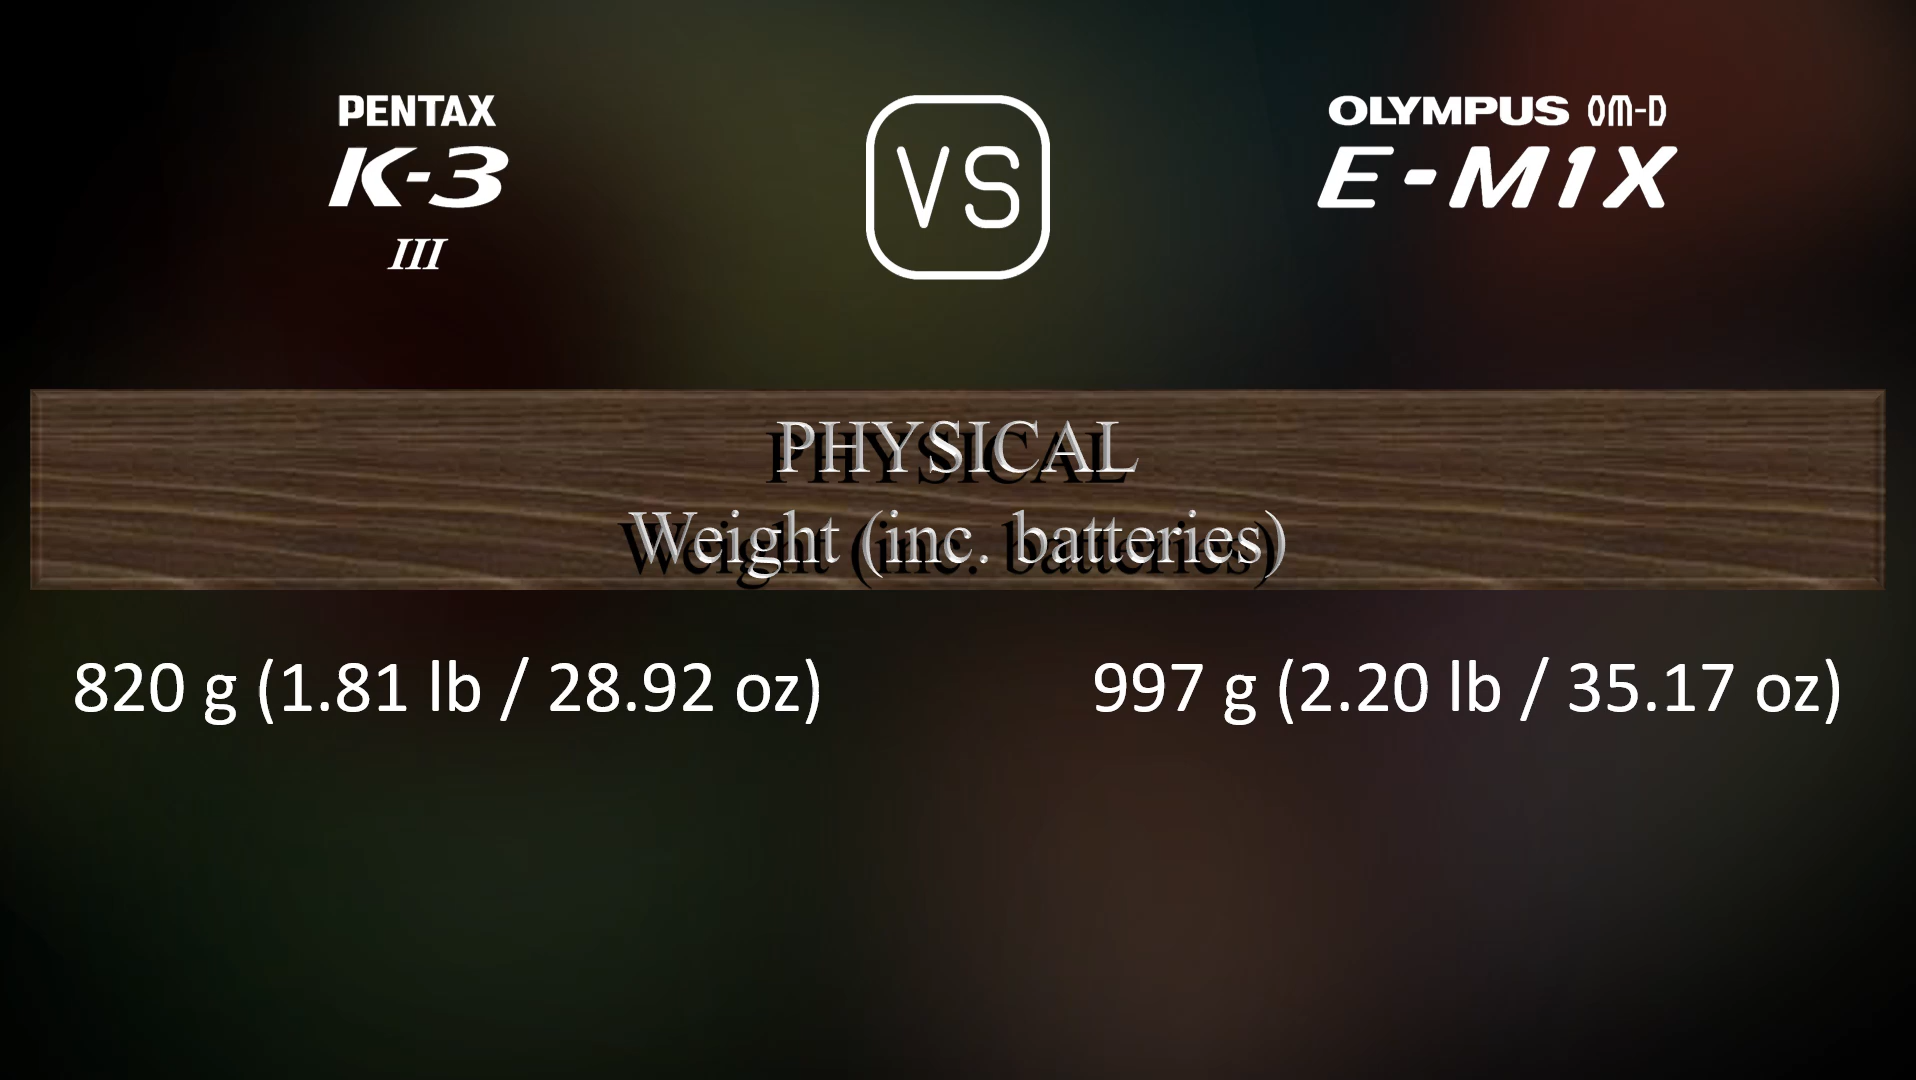 PENTAX
K-3
III
VS
OLYMPUS OM-D
E-M1X
PHYSICAL
Weight (inc. batteries)
820 g (1.81 lb / 28.92 oz)
997 g (2.20 lb / 35.17 oz)